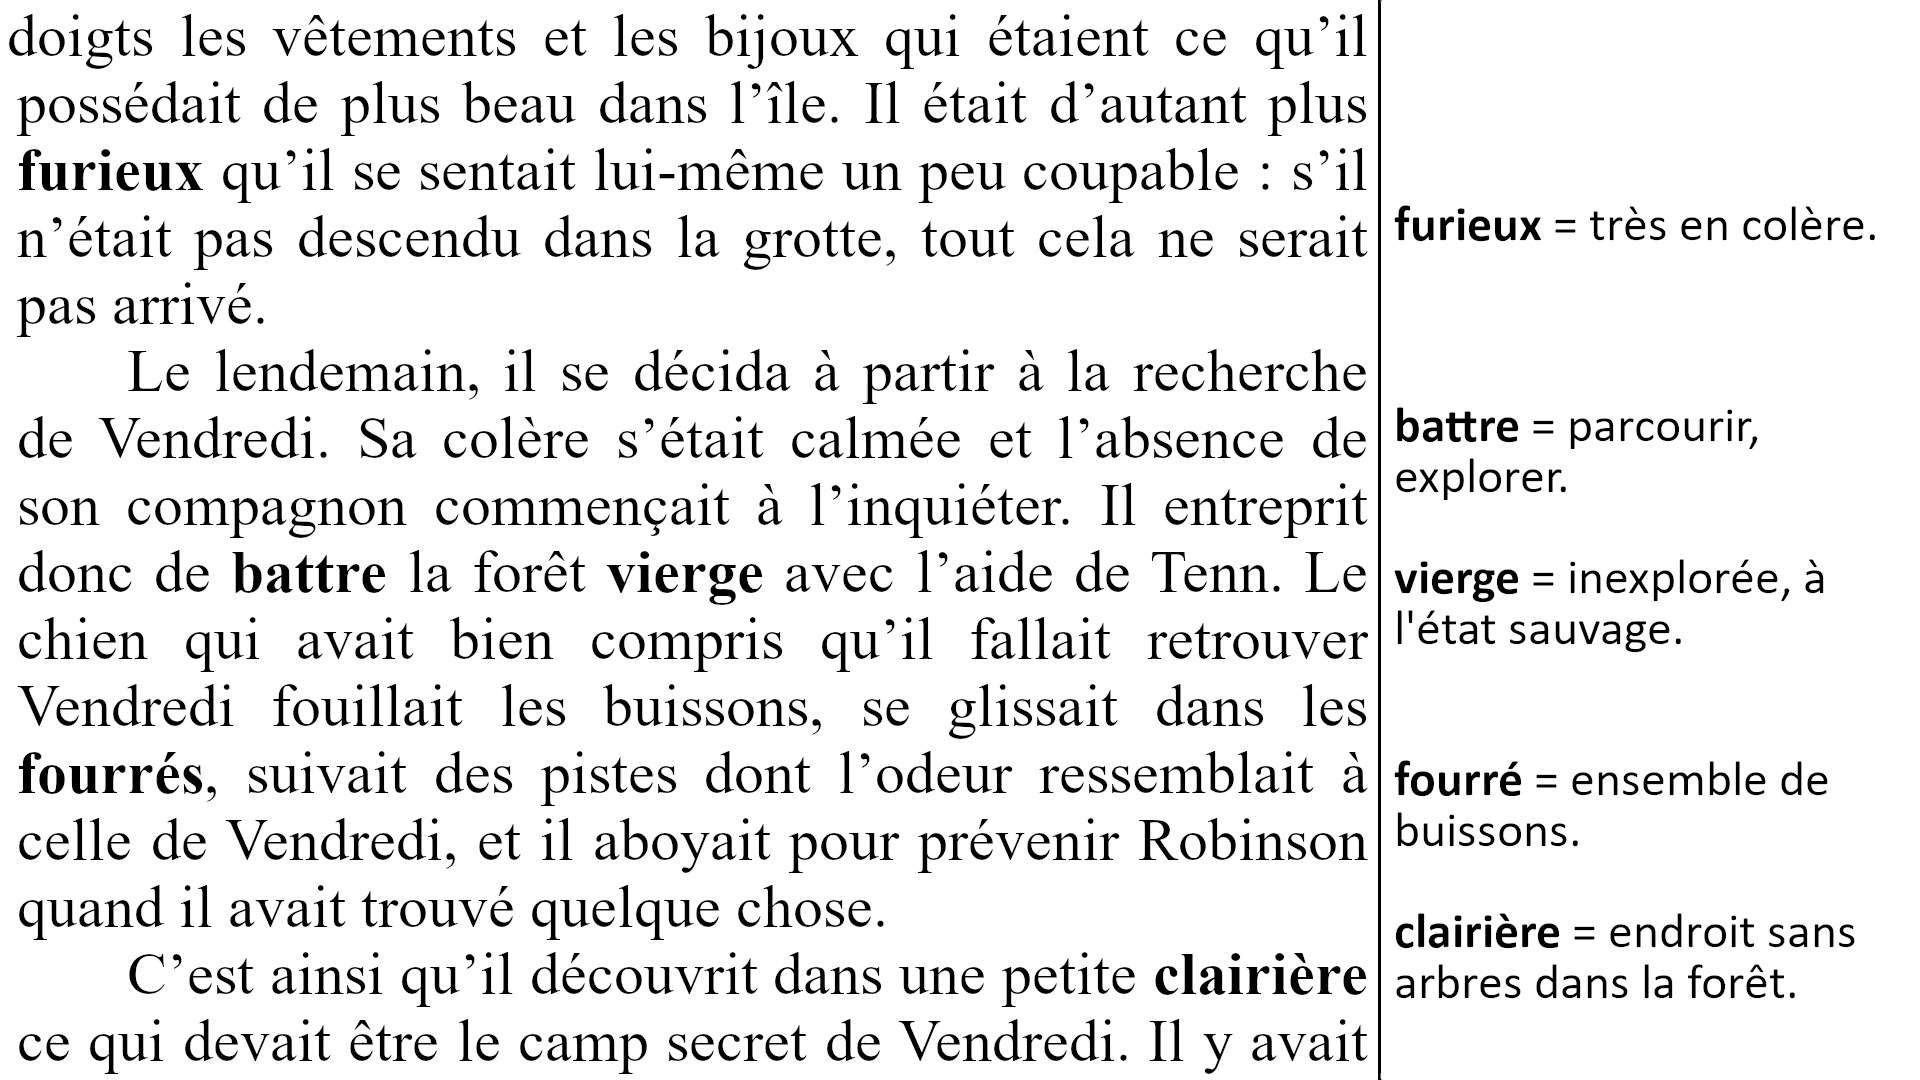 doigts les vêtements et les bijoux qui étaient ce qu’il
possédait de plus beau dans l’île. Il était d’autant plus
furieux qu’il se sentait lui-même un peu coupable : s’il
n’était pas descendu dans la grotte, tout cela ne serait
pas arrivé.
Le lendemain, il se décida à partir à la recherche
de Vendredi. Sa colère s’était calmée et l’absence de
son compagnon commençait à l’inquiéter. Il entreprit
donc de battre la forêt vierge avec l’aide de Tenn. Le
chien qui avait bien compris qu’il fallait retrouver
Vendredi fouillait les buissons, se glissait dans les
fourrés, suivait des pistes dont l’odeur ressemblait à
celle de Vendredi, et il aboyait pour prévenir Robinson
quand il avait trouvé quelque chose.
C’est ainsi qu’il découvrit dans une petite clairière
ce qui devait être le camp secret de Vendredi. Il y avait
furieux = très en colère.
battre = parcourir,
explorer.
vierge = inexplorée, à
l'état sauvage.
fourré = ensemble de
buissons.
clairière = endroit sans
arbres dans la forêt.